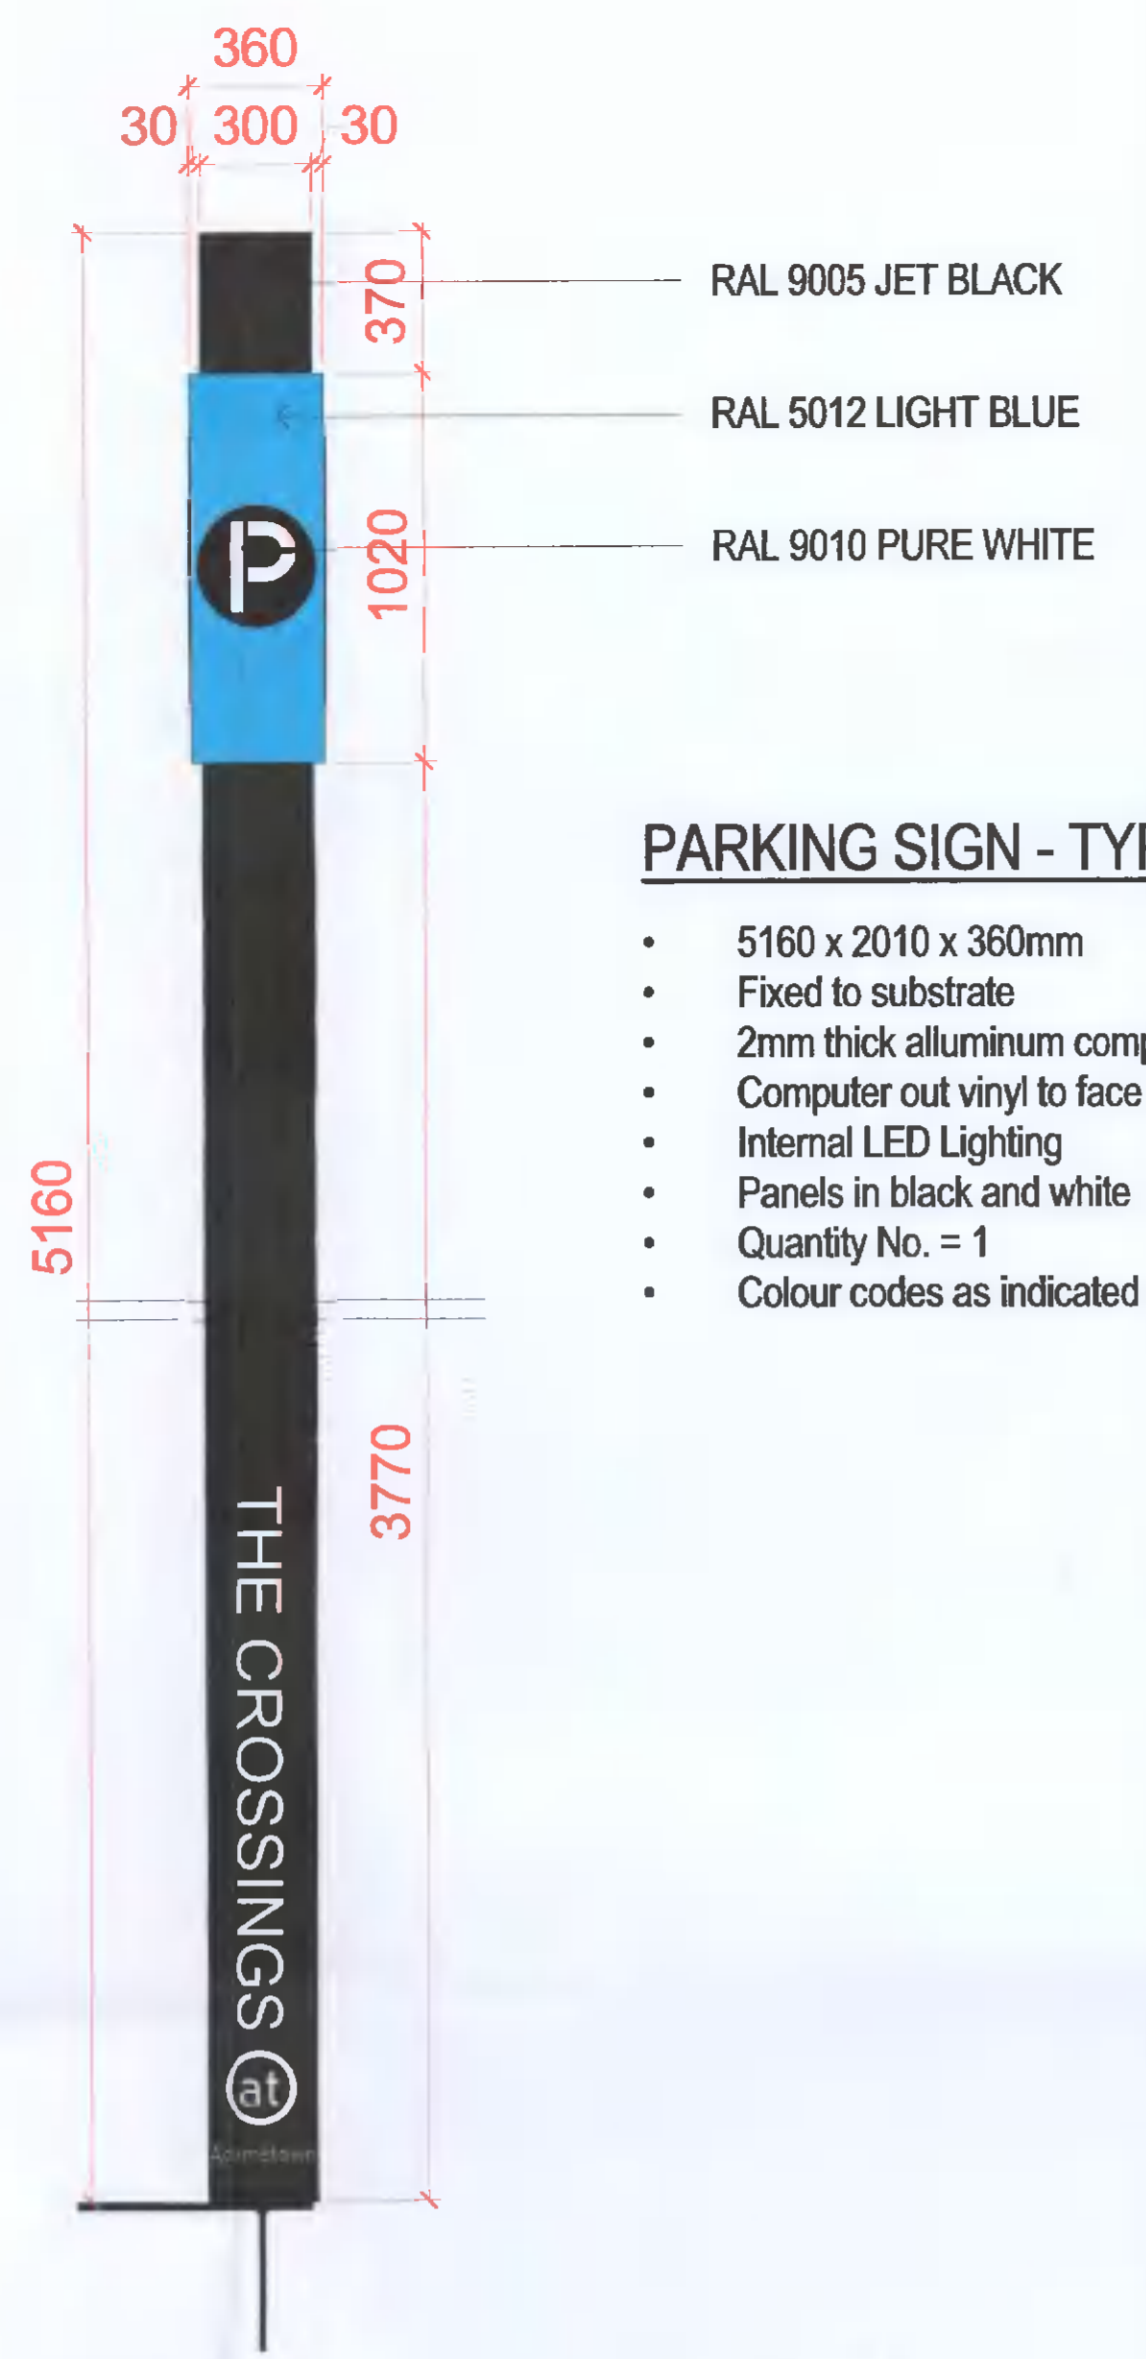 360
30 300 30
370
RAL 9005 JET BLACK
RAL 5012 LIGHT BLUE
1020
RAL 9010 PURE WHITE
P
PARKING SIGN - TYP
• 5160 x 2010 x 360mm
• Fixed to substrate
• 2mm thick alluminum comp
• Computer out vinyl to face
• Internal LED Lighting
• Panels in black and white
• Quantity No. = 1
• Colour codes as indicated
5160
3770
THE CROSSINGS
at